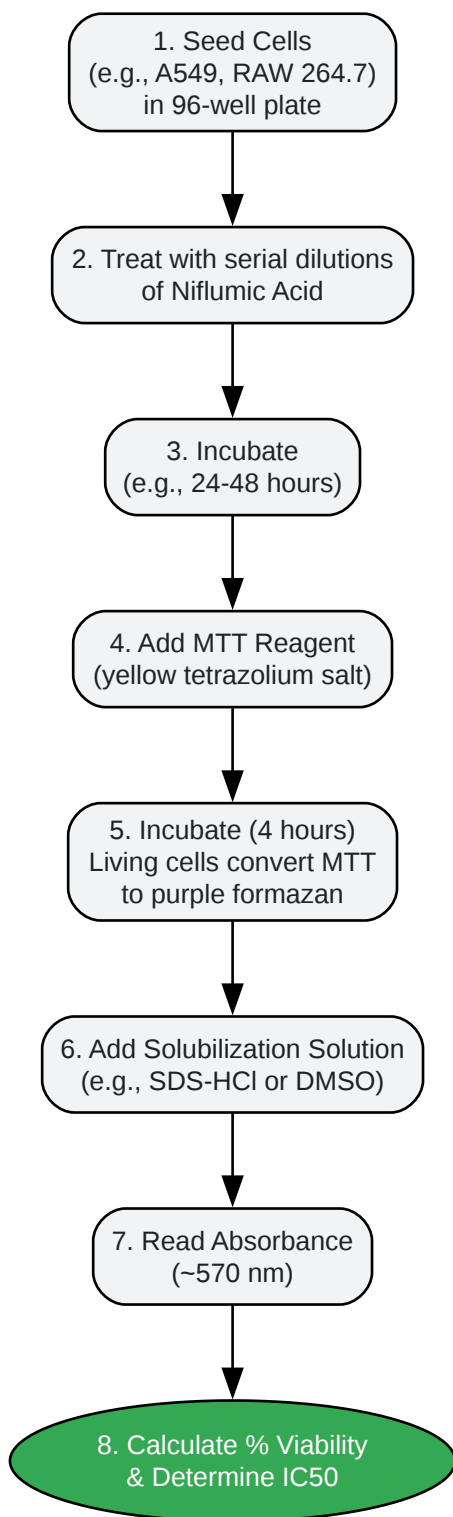 1. Seed Cells
(e.g., A549, RAW 264.7)
in 96-well plate
2. Treat with serial dilutions
of Niflumic Acid
3. Incubate
(e.g., 24-48 hours)
4. Add MTT Reagent
(yellow tetrazolium salt)
5. Incubate (4 hours)
Living cells convert MTT
to purple formazan
6. Add Solubilization Solution
(e.g., SDS-HCl or DMSO)
7. Read Absorbance
(~570 nm)
8. Calculate % Viability
& Determine IC50